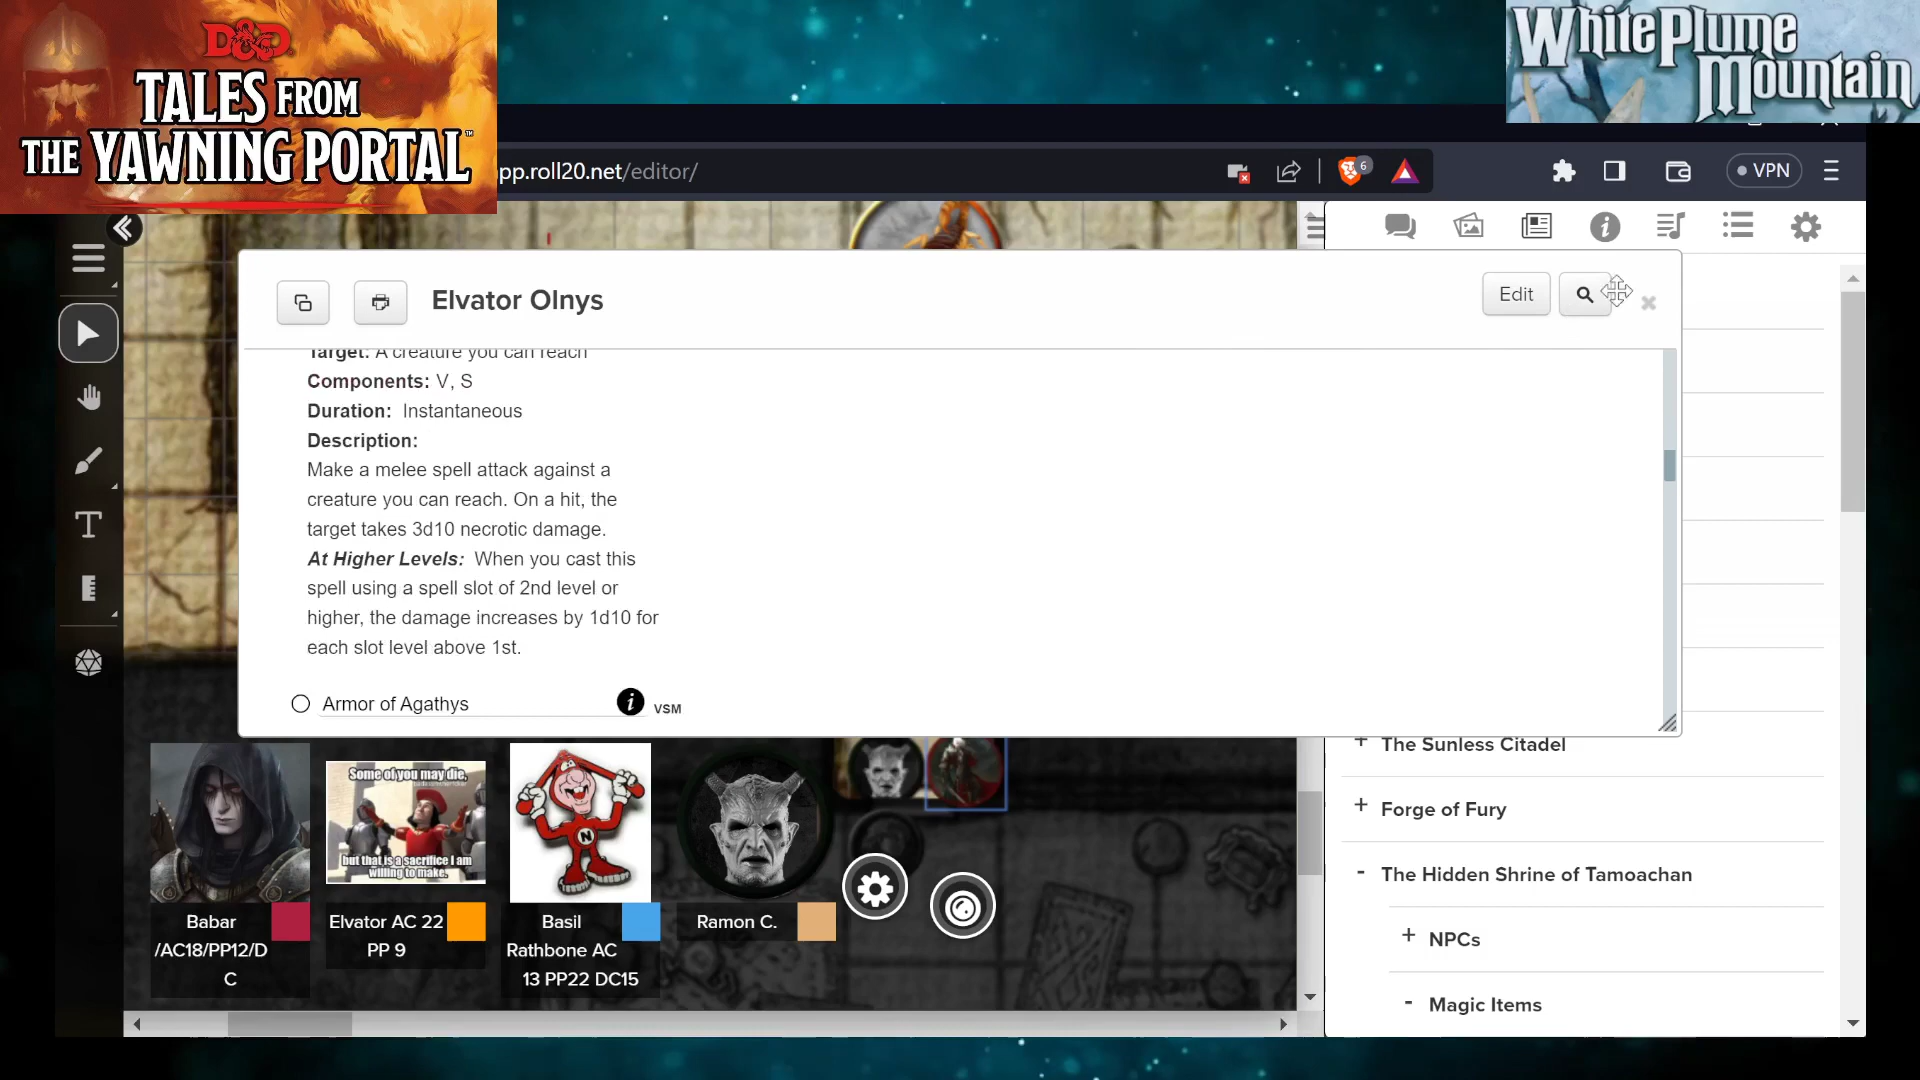 D&D
TALES FROM
THE YAWNING PORTAL™
White Plume
Mountain
pp.roll20.net/editor/
6
VPN
Elvator Olnys
Edit
Target: A creature you can reach
Components: V, S
Duration: Instantaneous
Description:
Make a melee spell attack against a
creature you can reach. On a hit, the
target takes 3d10 necrotic damage.
At Higher Levels: When you cast this
spell using a spell slot of 2nd level or
higher, the damage increases by 1d10 for
each slot level above 1st.
Armor of Agathys
i
VSM
Some of you may die,
but that is a sacrifice I am
willing to make.
N
Babar
/AC18/PP12/D
C
Elvator AC 22
PP 9
Basil
Rathbone AC
13 PP22 DC15
Ramon C.
+ The Sunless Citadel
+ Forge of Fury
- The Hidden Shrine of Tamoachan
+ NPCs
- Magic Items